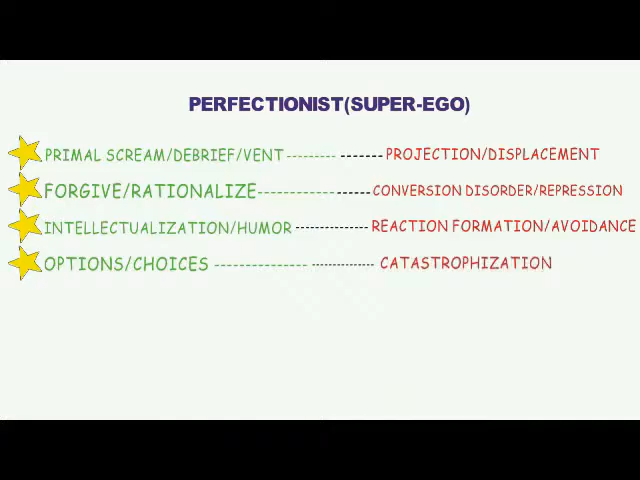 PERFECTIONIST(SUPER-EGO)
PRIMAL SCREAM/DEBRIEF/VENT --------- ------- PROJECTION/DISPLACEMENT
FORGIVE/RATIONALIZE------------ ------ CONVERSION DISORDER/REPRESSION
INTELLECTUALIZATION/HUMOR ------------- REACTION FORMATION/AVOIDANCE
OPTIONS/CHOICES -------------- ------------- CATASTROPHIZATION